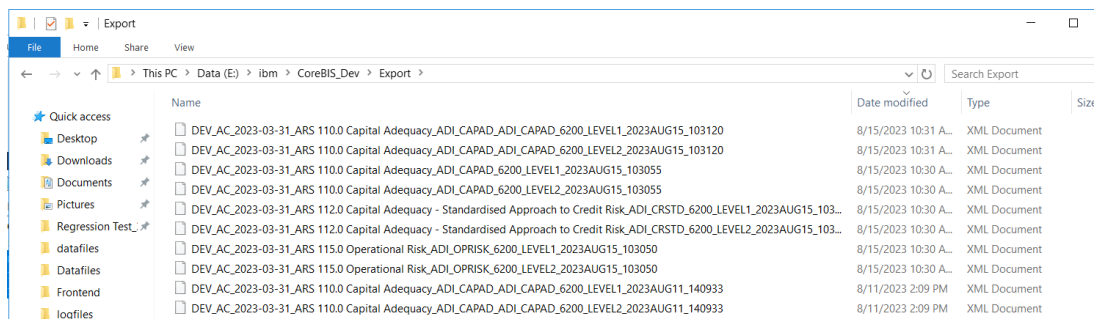 Export
File Home Share View
This PC > Data (E:) > ibm > CoreBIS_Dev > Export > Search Export
Name Date modified Type Size
Quick access
Desktop
Downloads
Documents
Pictures
Regression Test_
datafiles
Datafiles
Frontend
logfiles
DEV_AC_2023-03-31_ARS 110.0 Capital Adequacy_ADI_CAPAD_ADI_CAPAD_6200_LEVEL1_2023AUG15_103120 8/15/2023 10:31 A... XML Document
DEV_AC_2023-03-31_ARS 110.0 Capital Adequacy_ADI_CAPAD_ADI_CAPAD_6200_LEVEL2_2023AUG15_103120 8/15/2023 10:31 A... XML Document
DEV_AC_2023-03-31_ARS 110.0 Capital Adequacy_ADI_CAPAD_6200_LEVEL1_2023AUG15_103055 8/15/2023 10:30 A... XML Document
DEV_AC_2023-03-31_ARS 110.0 Capital Adequacy_ADI_CAPAD_6200_LEVEL2_2023AUG15_103055 8/15/2023 10:30 A... XML Document
DEV_AC_2023-03-31_ARS 112.0 Capital Adequacy - Standardised Approach to Credit Risk_ADI_CRSTD_6200_LEVEL1_2023AUG15_103... 8/15/2023 10:30 A... XML Document
DEV_AC_2023-03-31_ARS 112.0 Capital Adequacy - Standardised Approach to Credit Risk_ADI_CRSTD_6200_LEVEL2_2023AUG15_103... 8/15/2023 10:30 A... XML Document
DEV_AC_2023-03-31_ARS 115.0 Operational Risk_ADI_OPRISK_6200_LEVEL1_2023AUG15_103050 8/15/2023 10:30 A... XML Document
DEV_AC_2023-03-31_ARS 115.0 Operational Risk_ADI_OPRISK_6200_LEVEL2_2023AUG15_103050 8/15/2023 10:30 A... XML Document
DEV_AC_2023-03-31_ARS 110.0 Capital Adequacy_ADI_CAPAD_ADI_CAPAD_6200_LEVEL1_2023AUG11_140933 8/11/2023 2:09 PM XML Document
DEV_AC_2023-03-31_ARS 110.0 Capital Adequacy_ADI_CAPAD_ADI_CAPAD_6200_LEVEL2_2023AUG11_140933 8/11/2023 2:09 PM XML Document